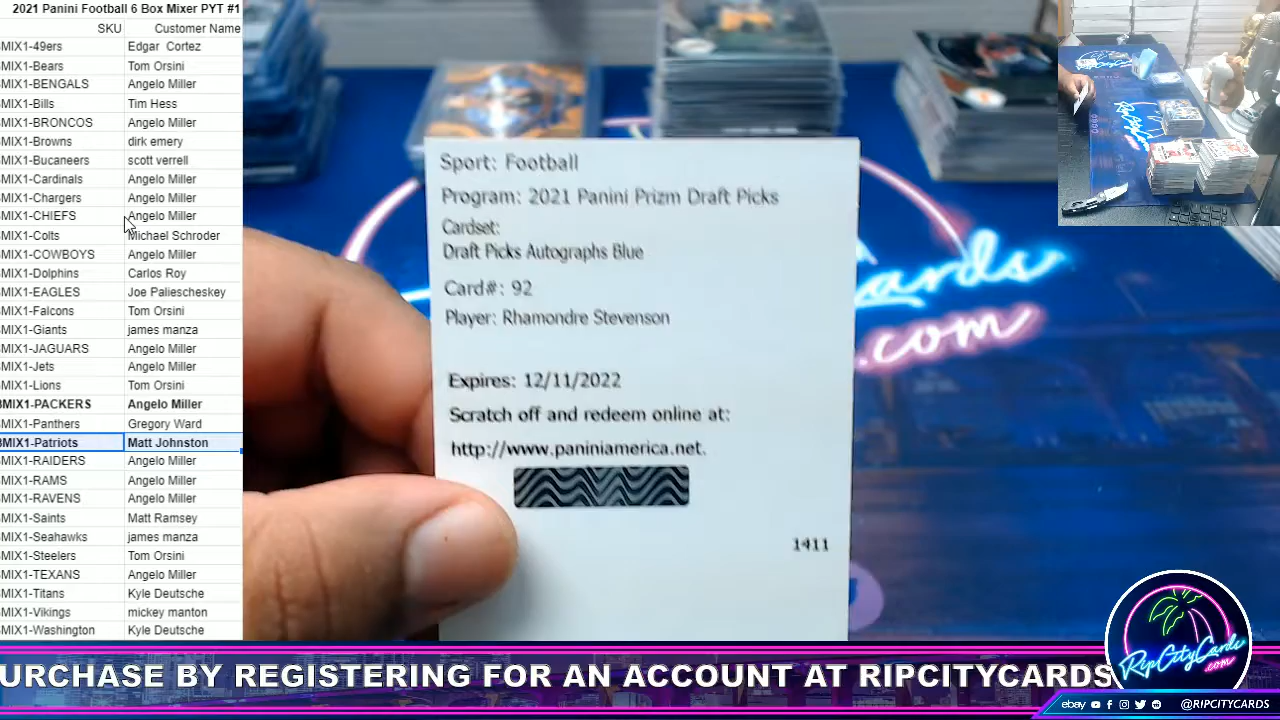 2021 Panini Football 6 Box Mixer PYT #1
SKU Customer Name
MIX1-49ers Edgar Cortez
MIX1-Bears Tom Orsini
MIX1-BENGALS Angelo Miller
MIX1-Bills Tim Hess
MIX1-BRONCOS Angelo Miller
MIX1-Browns dirk emery
MIX1-Bucaneers scott verrell
MIX1-Cardinals Angelo Miller
MIX1-Chargers Angelo Miller
MIX1-CHIEFS Angelo Miller
MIX1-Colts Michael Schroder
MIX1-COWBOYS Angelo Miller
MIX1-Dolphins Carlos Roy
MIX1-EAGLES Joe Paliescheskey
MIX1-Falcons Tom Orsini
MIX1-Giants james manza
MIX1-JAGUARS Angelo Miller
MIX1-Jets Angelo Miller
MIX1-Lions Tom Orsini
MIX1-PACKERS Angelo Miller
MIX1-Panthers Gregory Ward
MIX1-Patriots Matt Johnston
MIX1-RAIDERS Angelo Miller
MIX1-RAMS Angelo Miller
MIX1-RAVENS Angelo Miller
MIX1-Saints Matt Ramsey
MIX1-Seahawks james manza
MIX1-Steelers Tom Orsini
MIX1-TEXANS Angelo Miller
MIX1-Titans Kyle Deutsche
MIX1-Vikings mickey manton
MIX1-Washington Kyle Deutsche
Sport: Football
Program: 2021 Panini Prizm Draft Picks
Cardset:
Draft Picks Autographs Blue
Card#: 92
Player: Rhamondre Stevenson
Expires: 12/11/2022
Scratch off and redeem online at:
http://www.paniniamerica.net.
1411
Cards
.com
URCHASE BY REGISTERING FOR AN ACCOUNT AT RIPCITYCARDS
RipCityCards
.com
ebay @RIPCITYCARDS